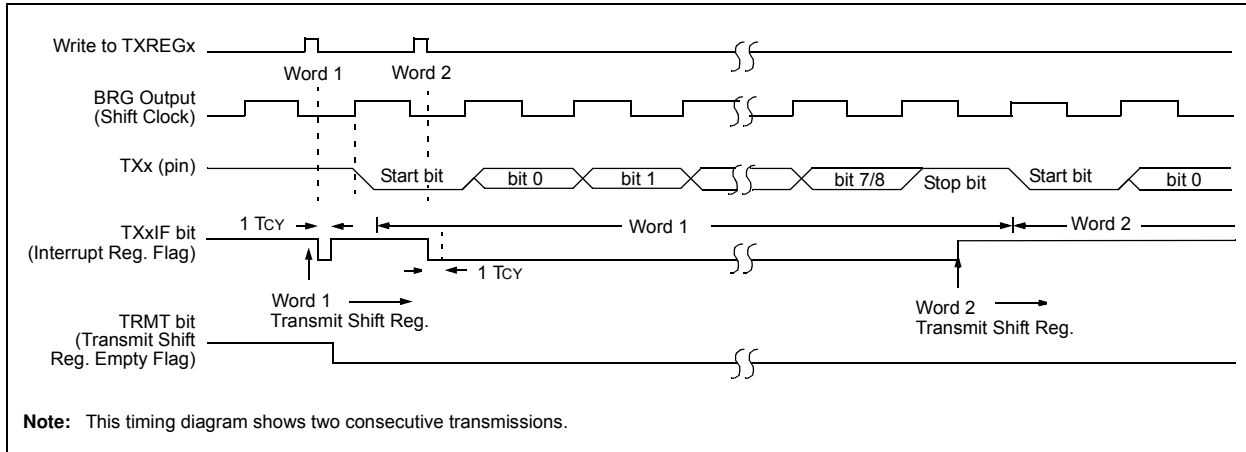 Write to TXREGx
Word 1
Word 2
BRG Output
(Shift Clock)
TXx (pin)
Start bit
bit 0
bit 1
bit 7/8
Stop bit
Start bit
bit 0
1 TCY
Word 1
Word 2
TXxIF bit
(Interrupt Reg. Flag)
1 TCY
Word 1
Transmit Shift Reg.
Word 2
Transmit Shift Reg.
TRMT bit
(Transmit Shift
Reg. Empty Flag)
Note: This timing diagram shows two consecutive transmissions.